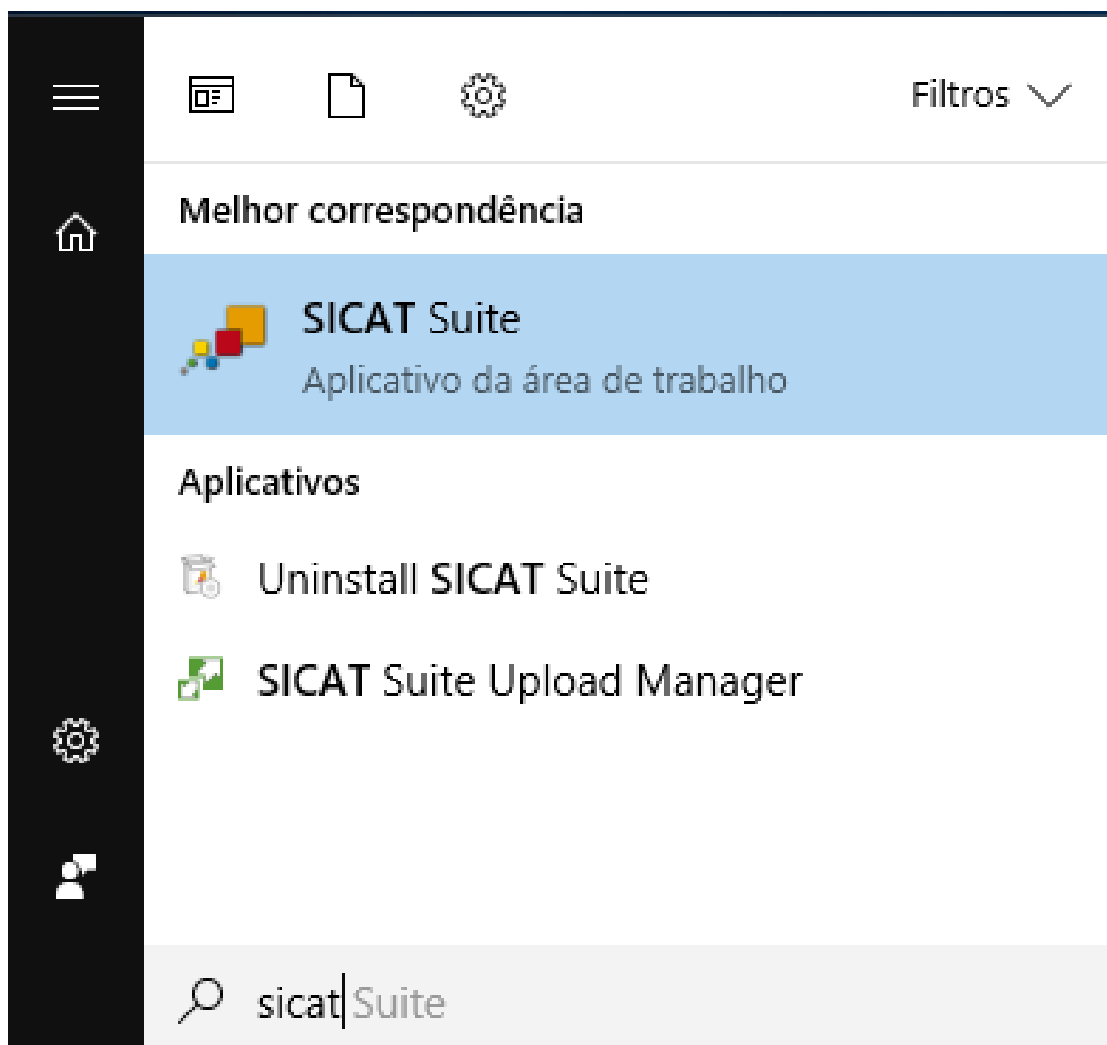 Filtros
Melhor correspondência
SICAT Suite
Aplicativo da área de trabalho
Aplicativos
Uninstall SICAT Suite
SICAT Suite Upload Manager
sicat Suite